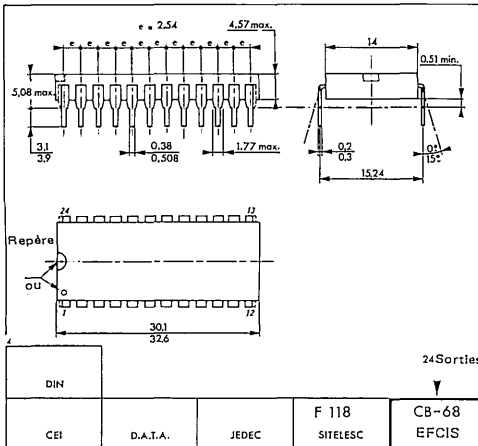 e = 2,54
4,57 max.
e e e e e e e e e e e
5,08 max.
3,1
3,9
0,38
0,508
1,77 max.
14
0,51 min.
0,2
0,3
0°
15°
15,24
24
13
Repère
ou
1
12
30,1
32,6
4
24 Sorties
DIN
CEI
D.A.T.A.
JEDEC
F 118
SITELESC
CB-68
EFCIS